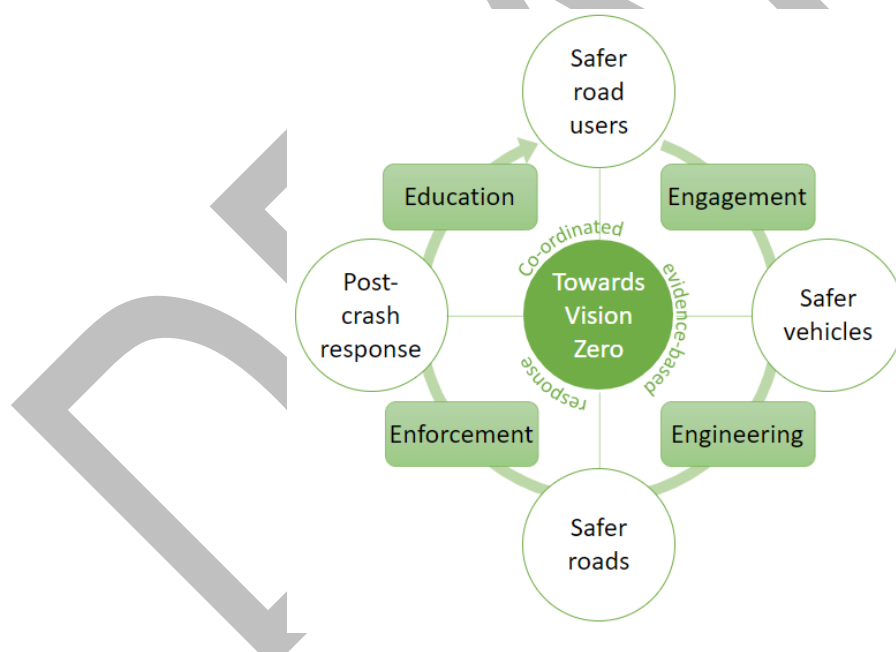 Safer
road
users
Education
Engagement
Co-ordinated
evidence-based
response
Towards
Vision
Zero
Post-
crash
response
Safer
vehicles
Enforcement
Engineering
Safer
roads